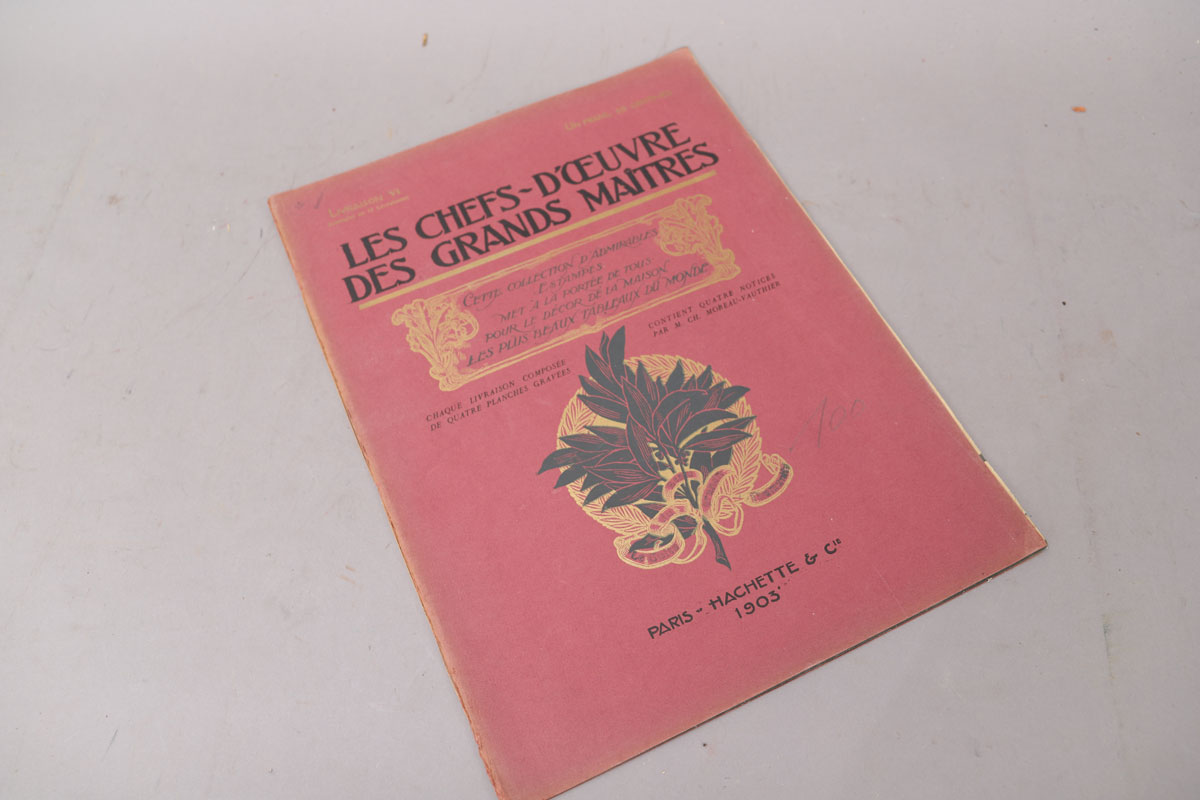 LIVRAISON
LES CHEFS-D'ŒUVRE
DES GRANDS MAITRES
CETTE COLLECTION D'ADMIRABLES
ESTAMPES
MET À LA PORTÉE DE TOUS
POUR LE DÉCOR DE LA MAISON
LES PLUS BEAUX TABLEAUX DU MONDE
CHAQUE LIVRAISON COMPOSÉE
DE QUATRE PLANCHES GRAVÉES
CONTIENT QUATRE NOTICES
PAR M. CH. MOREAU-VAUTHIER
PARIS - HACHETTE & CIE
1903